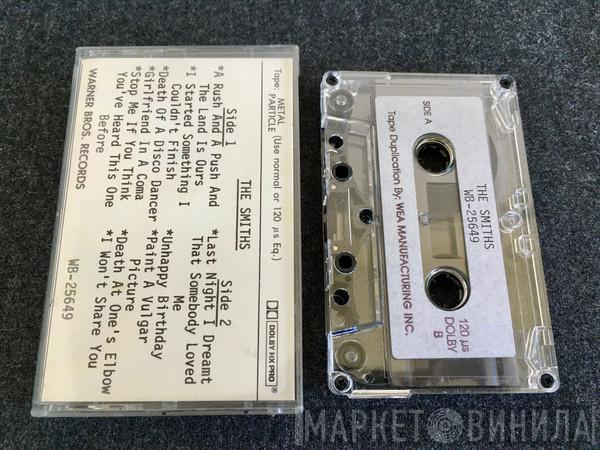 Tape: METAL
PARTICLE (Use normal or 120 µs Eq.)
DOLBY HX PRO®
THE SMITHS
Side 1
*A Rush And A Push And
The Land Is Ours
*I Started Something I
Couldn't Finish
*Death Of A Disco Dancer
*Girlfriend In A Coma
*Stop Me If You Think
You've Heard This One
Before
Side 2
*Last Night I Dreamt
That Somebody Loved
Me
*Unhappy Birthday
*Paint A Vulgar
Picture
*Death At One's Elbow
*I Won't Share You
WARNER BROS. RECORDS
WB-25649
THE SMITHS
WB-25649
SIDE A
120 µs
DOLBY
B
Tape Duplication By: WEA MANUFACTURING INC.
МАРКЕТ ВИНИЛА